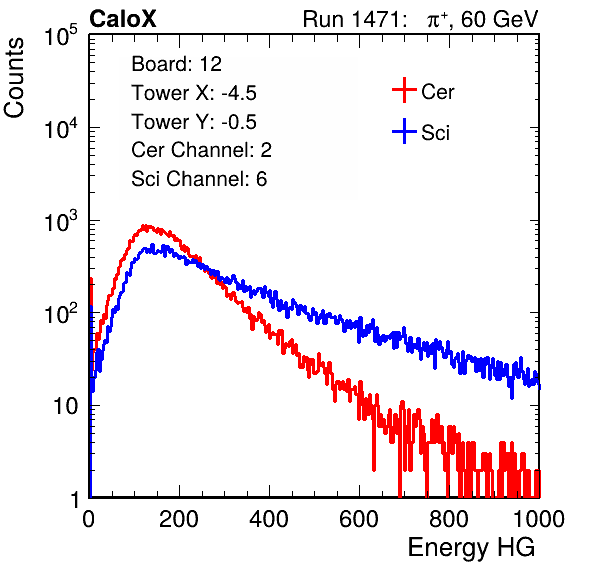 CaloX Run 1471: π⁺, 60 GeV
Counts
10⁵
10⁴
10³
10²
10
1
Board: 12
Tower X: -4.5
Tower Y: -0.5
Cer Channel: 2
Sci Channel: 6
Cer
Sci
0 200 400 600 800 1000
Energy HG